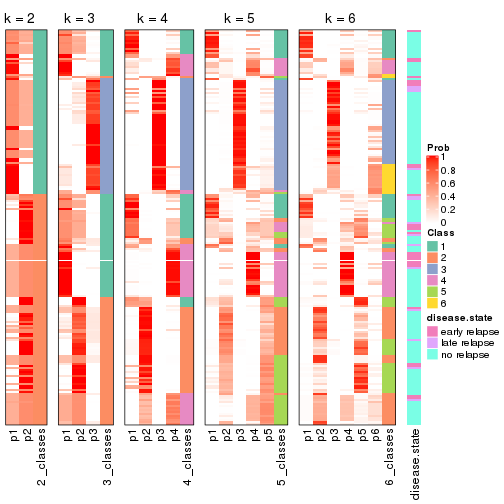 k = 2
k = 3
k = 4
k = 5
k = 6
Prob
1
0.8
0.6
0.4
0.2
0
Class
1
2
3
4
5
6
disease.state
early relapse
late relapse
no relapse
p1
p2
2_classes
p1
p2
p3
3_classes
p1
p2
p3
p4
4_classes
p1
p2
p3
p4
p5
5_classes
p1
p2
p3
p4
p5
p6
6_classes
disease.state